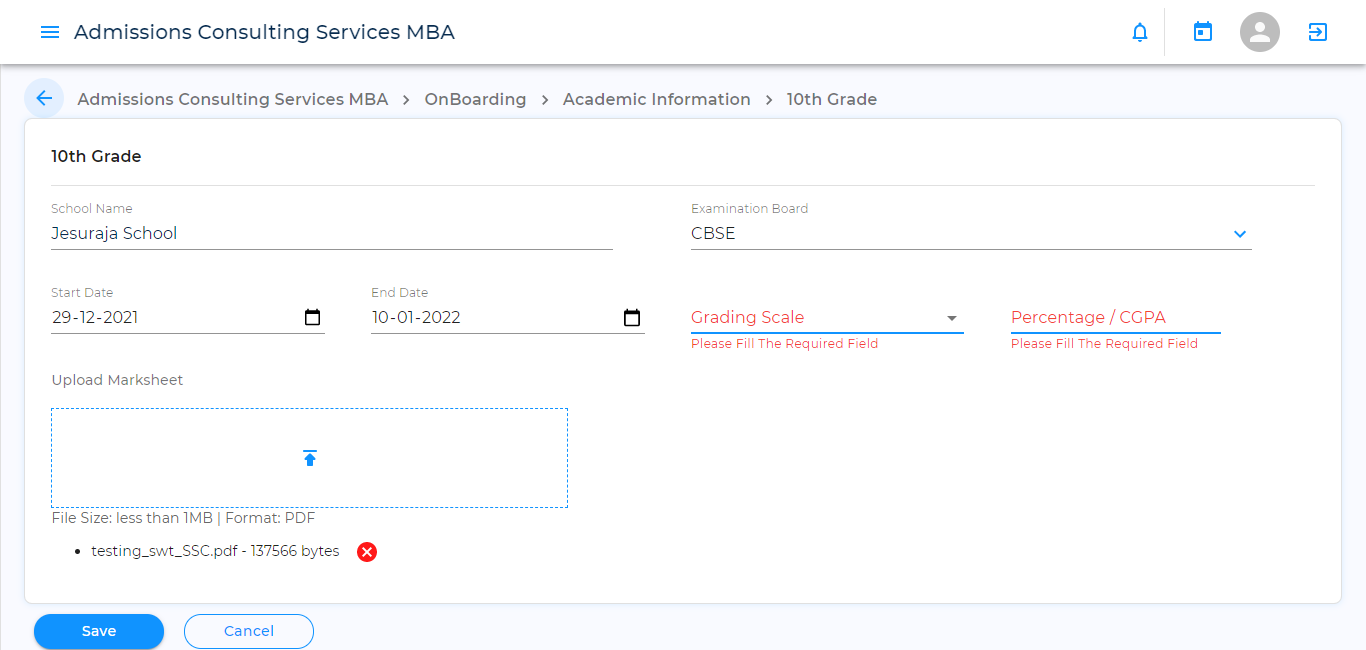 Admissions Consulting Services MBA
Admissions Consulting Services MBA > OnBoarding > Academic Information > 10th Grade
10th Grade
School Name
Examination Board
Jesuraja School
CBSE
Start Date
End Date
29-12-2021
10-01-2022
Grading Scale
Percentage / CGPA
Please Fill The Required Field
Please Fill The Required Field
Upload Marksheet
File Size: less than 1MB | Format: PDF
• testing_swt_SSC.pdf - 137566 bytes
Save
Cancel